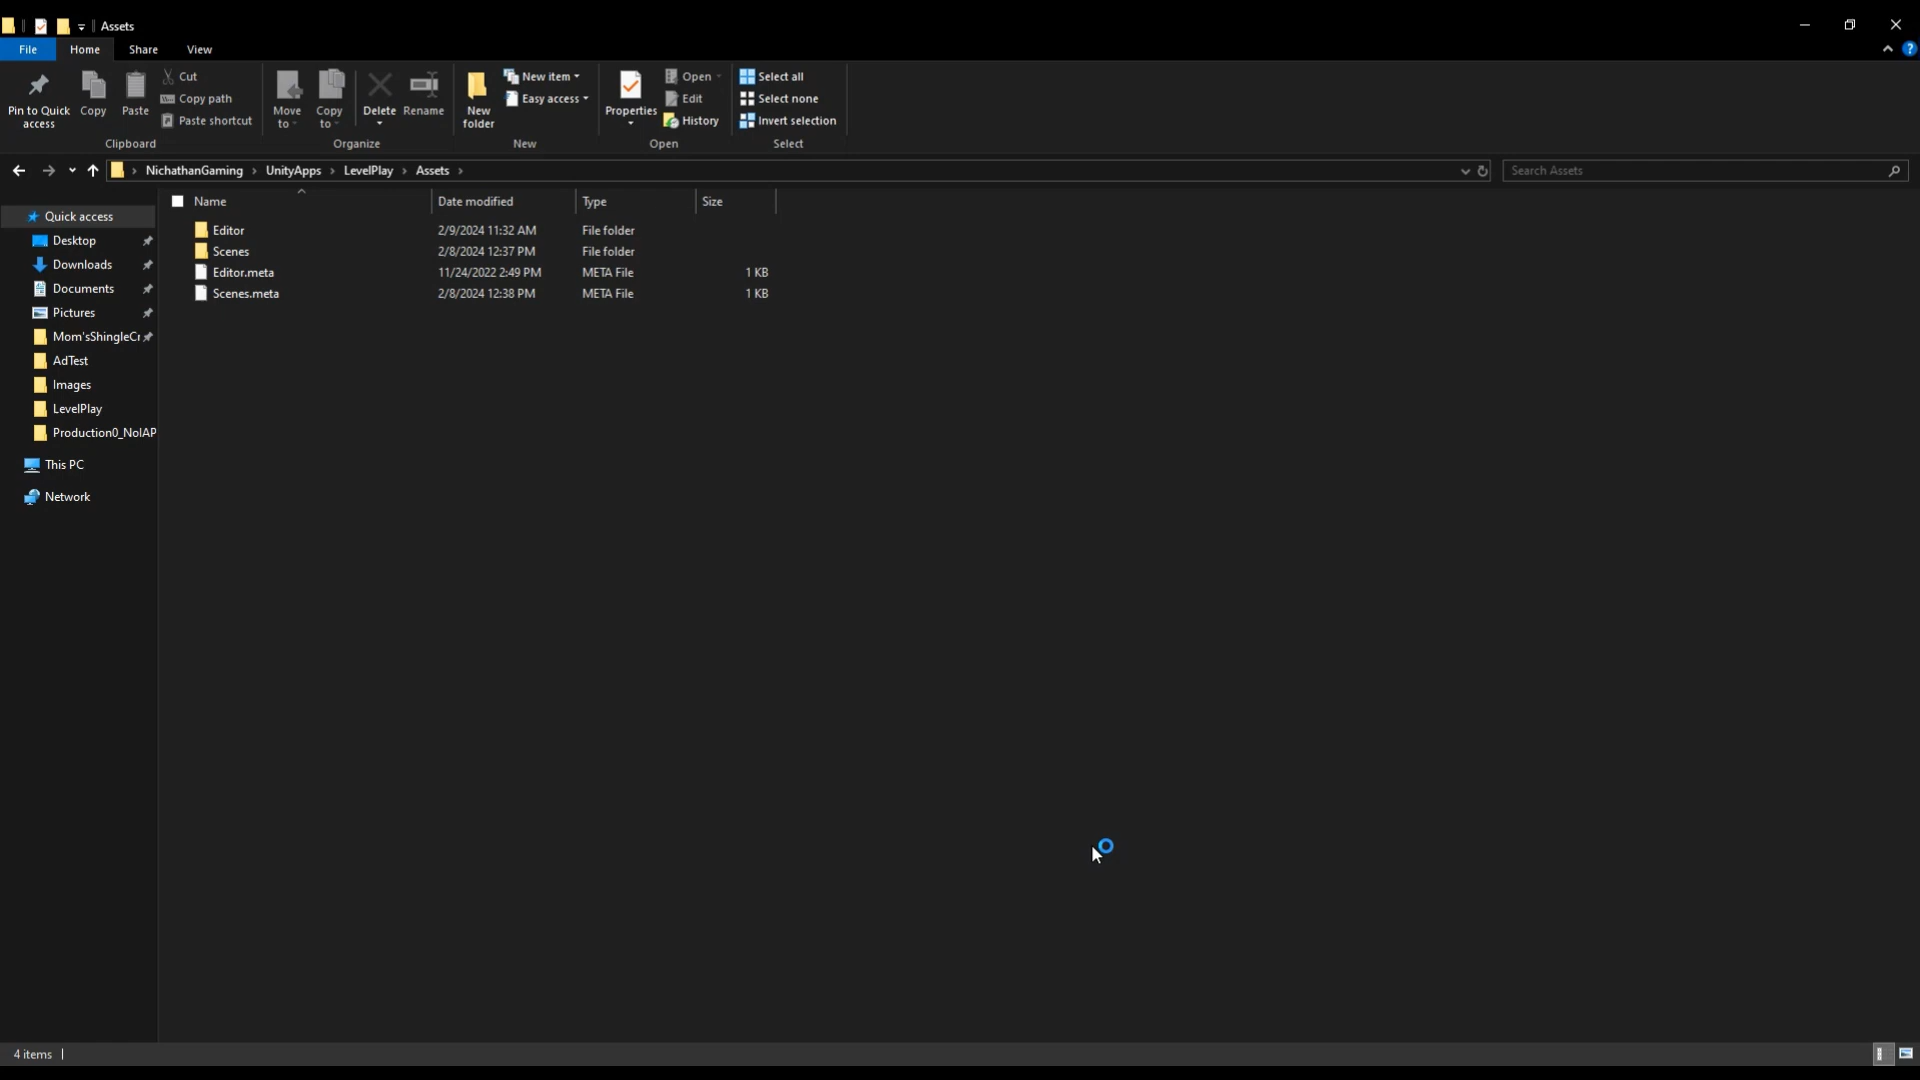 Assets
File Home Share View
Pin to Quick access
Copy
Paste
Cut
Copy path
Paste shortcut
Clipboard
Move to
Copy to
Delete
Rename
Organize
New folder
New item
Easy access
New
Properties
Open
Edit
History
Open
Select all
Select none
Invert selection
Select
NichathanGaming › UnityApps › LevelPlay › Assets ›
Search Assets
Name Date modified Type Size
Editor 2/9/2024 11:32 AM File folder
Scenes 2/8/2024 12:37 PM File folder
Editor.meta 11/24/2022 2:49 PM META File 1 KB
Scenes.meta 2/8/2024 12:38 PM META File 1 KB
Quick access
Desktop
Downloads
Documents
Pictures
Mom'sShingleCr
AdTest
Images
LevelPlay
Production0_NoIAP
This PC
Network
4 items